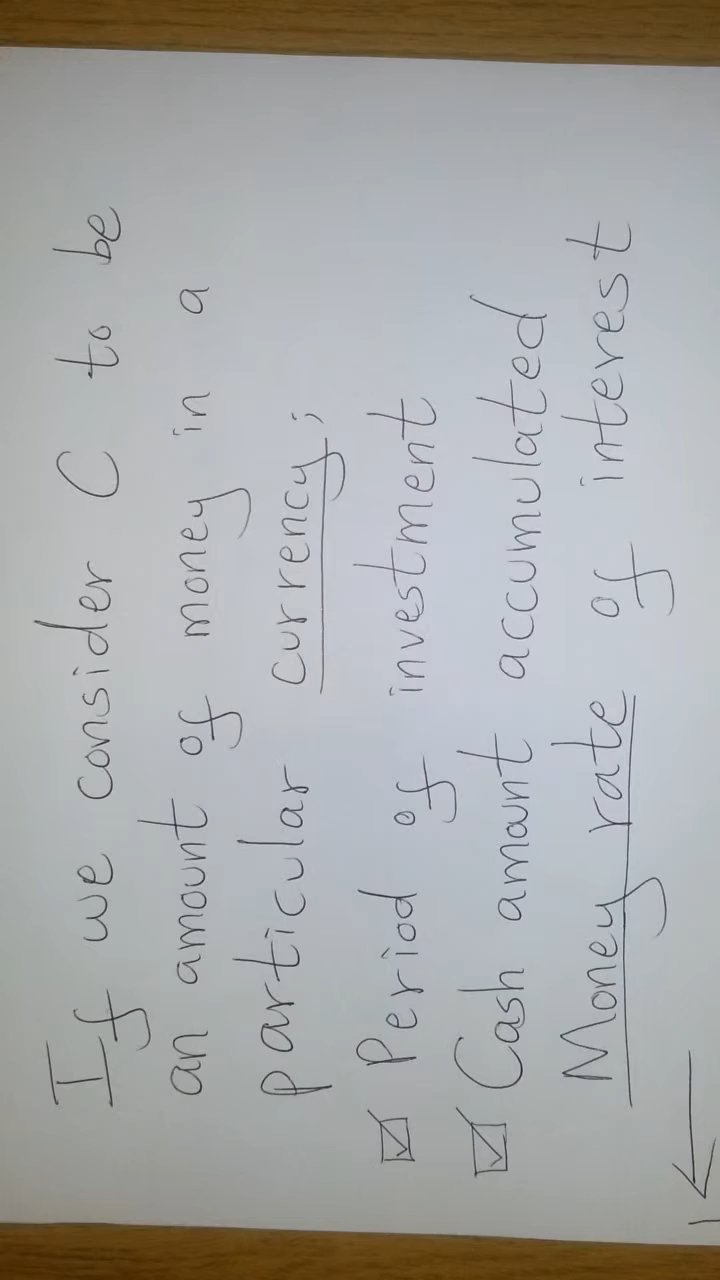 If we consider C to be
an amount of money in a
particular currency;
☑ Period of investment
☑ Cash amount accumulated
Money rate of interest